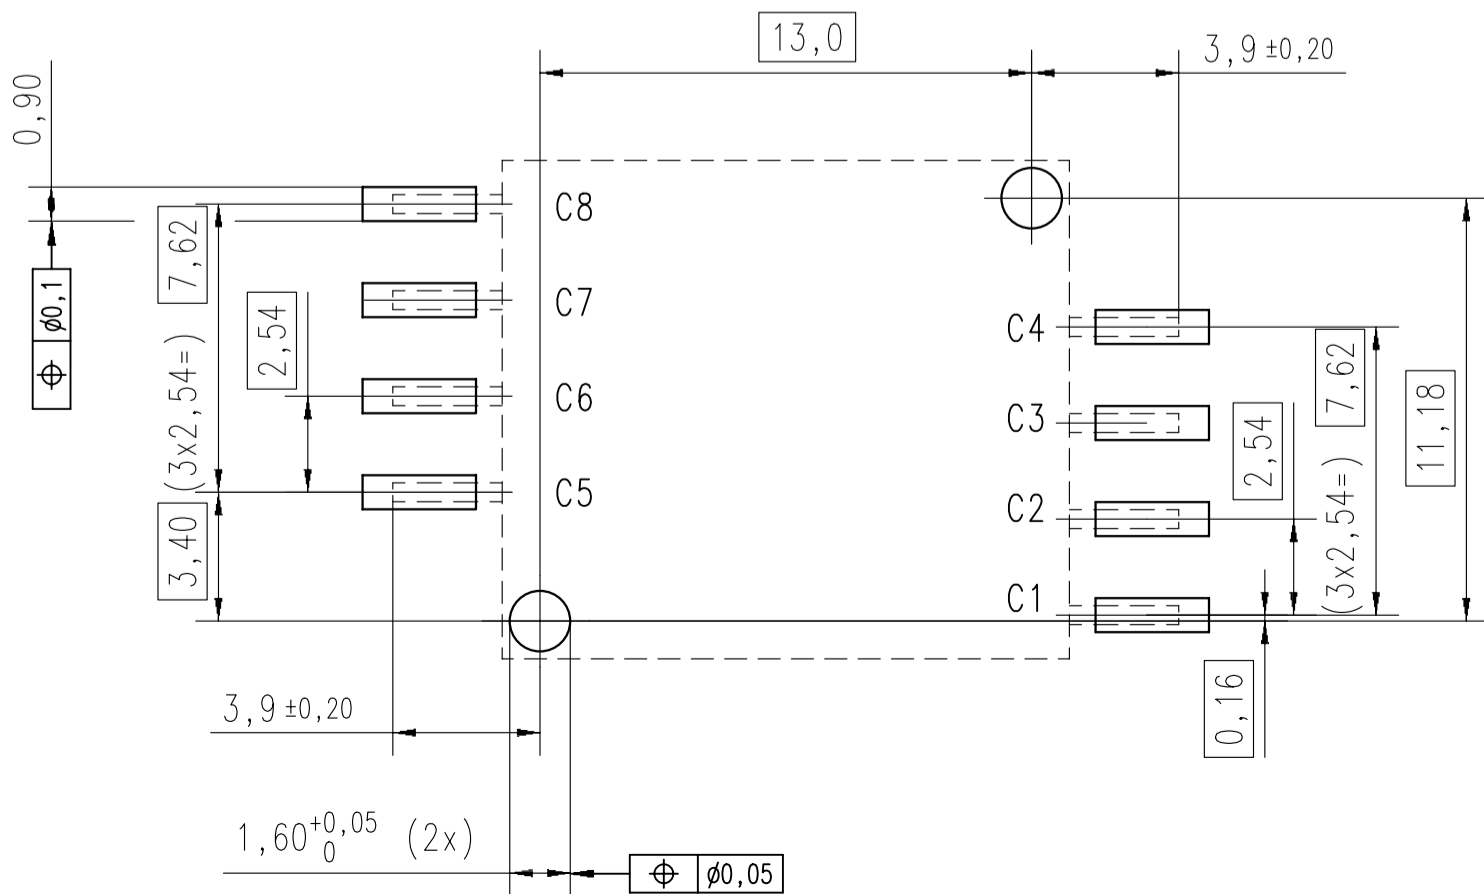 13,0
3,9 ±0,20
0,90
C8
7,62
⌖ ø0,1
C7
2,54
C4
7,62
C6
C3
11,18
(3x2,54=)
2,54
C5
C2
(3x2,54=)
3,40
C1
0,16
3,9 ±0,20
1,60 +0,05 0 (2x)
⌖ ø0,05